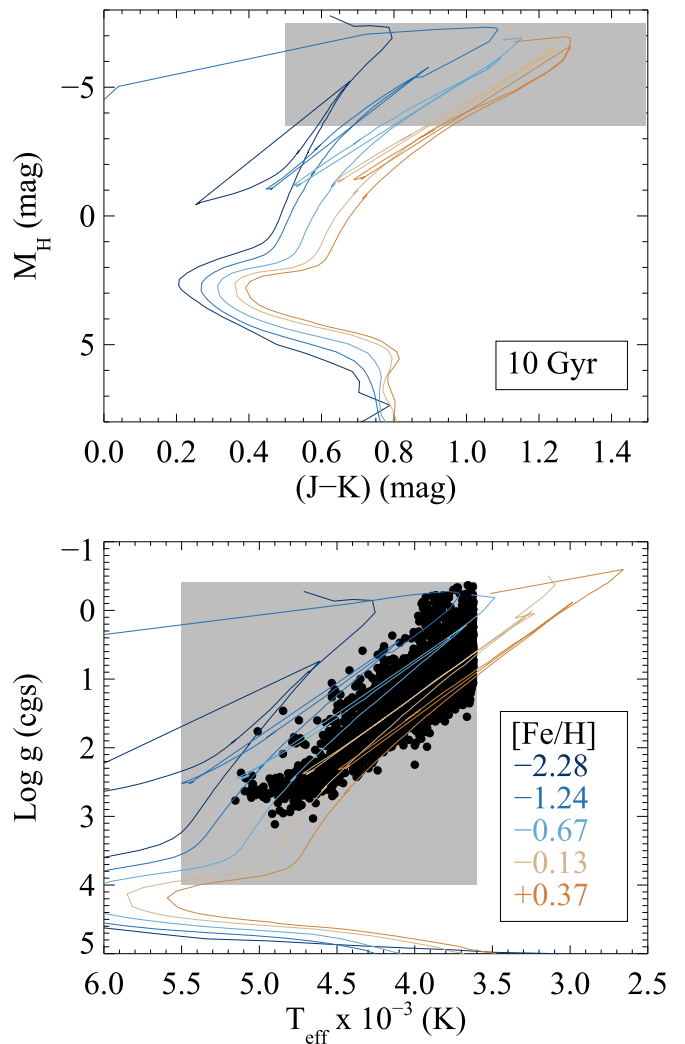 −5
0
5
M_H (mag)
10 Gyr
0.0 0.2 0.4 0.6 0.8 1.0 1.2 1.4
(J−K) (mag)
−1
0
1
2
3
4
5
Log g (cgs)
[Fe/H]
−2.28
−1.24
−0.67
−0.13
+0.37
6.0 5.5 5.0 4.5 4.0 3.5 3.0 2.5
T_eff x 10^−3 (K)